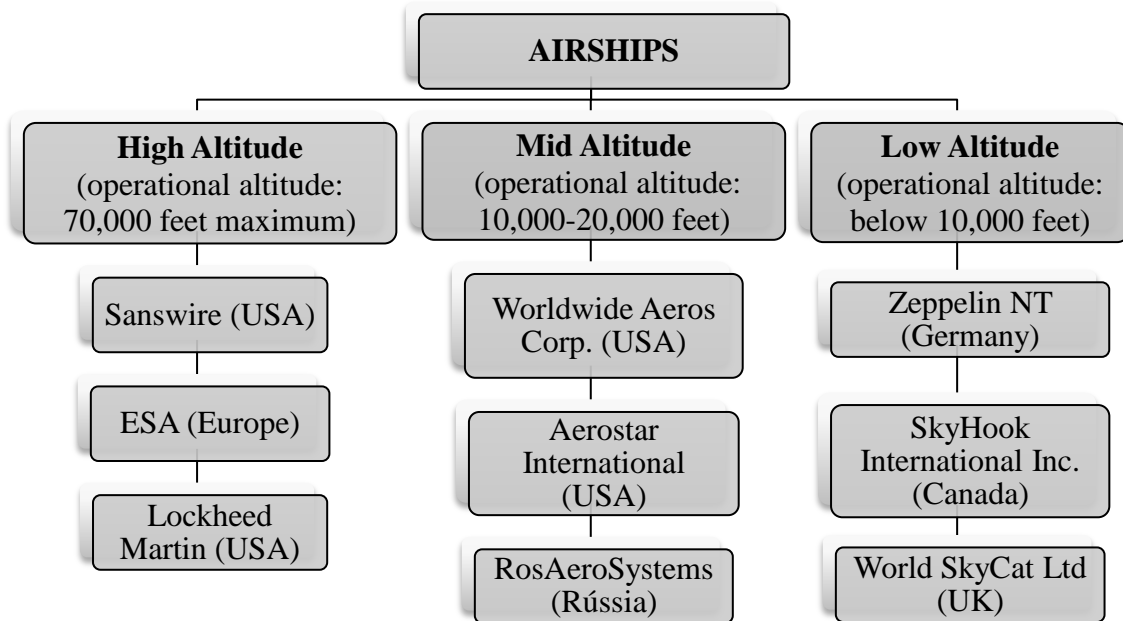 AIRSHIPS
High Altitude
(operational altitude:
70,000 feet maximum)
Sanswire (USA)
ESA (Europe)
Lockheed
Martin (USA)
Mid Altitude
(operational altitude:
10,000-20,000 feet)
Worldwide Aeros
Corp. (USA)
Aerostar
International
(USA)
RosAeroSystems
(Rússia)
Low Altitude
(operational altitude:
below 10,000 feet)
Zeppelin NT
(Germany)
SkyHook
International Inc.
(Canada)
World SkyCat Ltd
(UK)